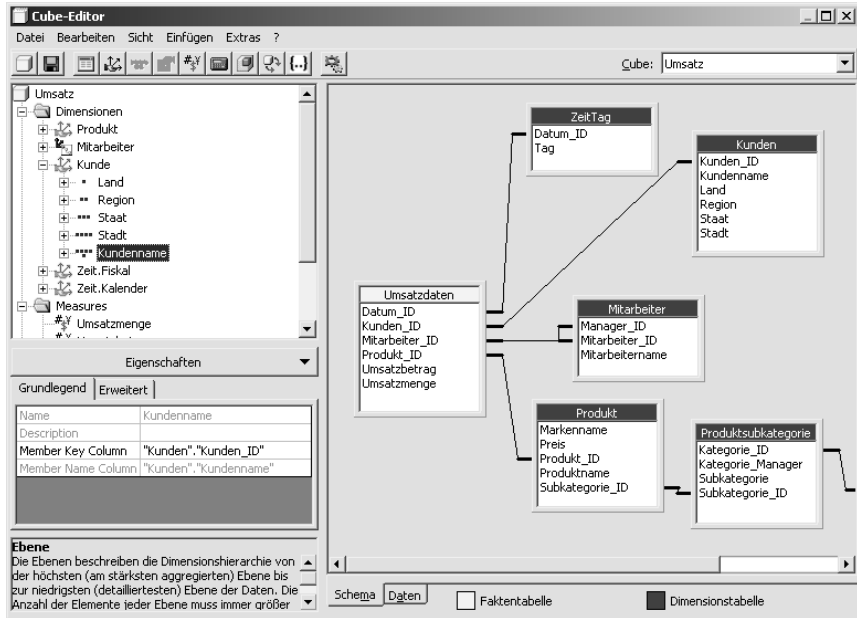 Cube-Editor
Datei Bearbeiten Sicht Einfügen Extras ?
Cube: Umsatz
Umsatz
Dimensionen
Produkt
Mitarbeiter
Kunde
Land
Region
Staat
Stadt
Kundenname
Zeit.Fiskal
Zeit.Kalender
Measures
Umsatzmenge
Eigenschaften
Grundlegend Erweitert
Name Kundenname
Description
Member Key Column "Kunden"."Kunden_ID"
Member Name Column "Kunden"."Kundenname"
Ebene
Die Ebenen beschreiben die Dimensionshierarchie von
der höchsten (am stärksten aggregierten) Ebene bis
zur niedrigsten (detailliertesten) Ebene der Daten. Die
Anzahl der Elemente jeder Ebene muss immer größer
ZeitTag
Datum_ID
Tag
Kunden
Kunden_ID
Kundenname
Land
Region
Staat
Stadt
Umsatzdaten
Datum_ID
Kunden_ID
Mitarbeiter_ID
Produkt_ID
Umsatzbetrag
Umsatzmenge
Mitarbeiter
Manager_ID
Mitarbeiter_ID
Mitarbeitername
Produkt
Markenname
Preis
Produkt_ID
Produktname
Subkategorie_ID
Produktsubkategorie
Kategorie_ID
Kategorie_Manager
Subkategorie
Subkategorie_ID
Schema Daten
Faktentabelle
Dimensionstabelle